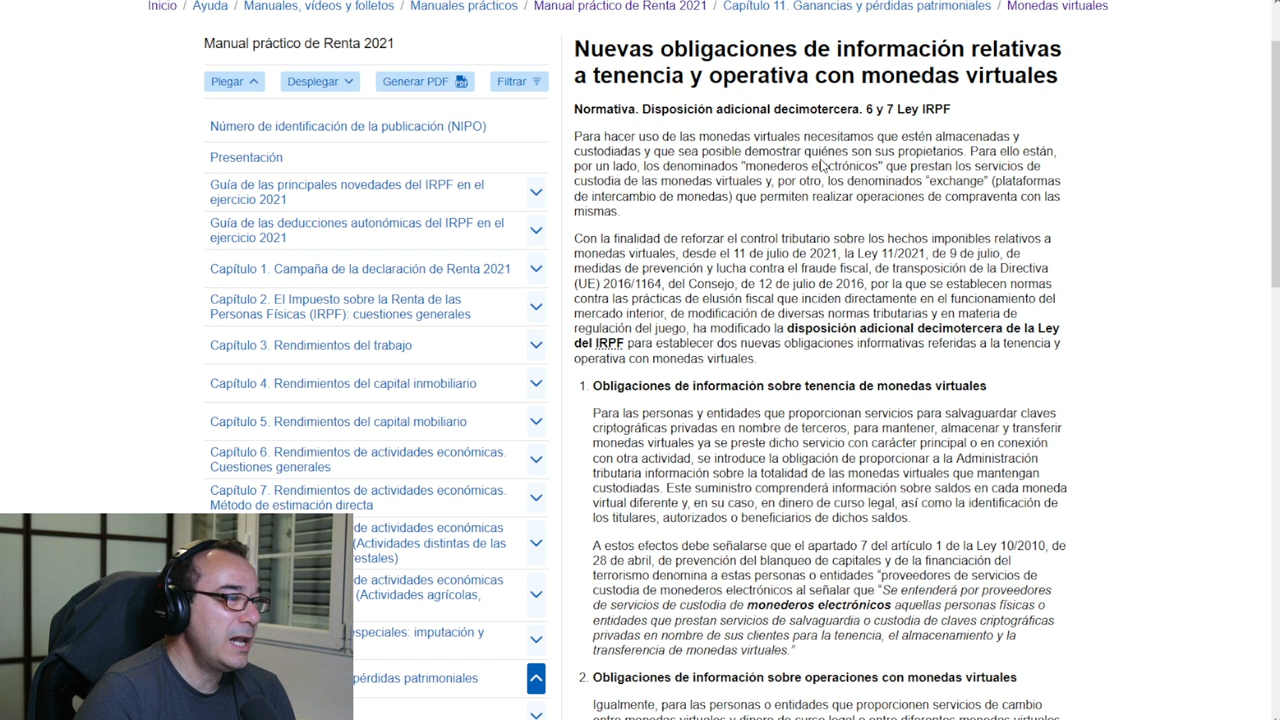 Inicio / Ayuda / Manuales, vídeos y folletos / Manuales prácticos / Manual práctico de Renta 2021 / Capítulo 11. Ganancias y pérdidas patrimoniales / Monedas virtuales
Manual práctico de Renta 2021
Plegar Desplegar Generar PDF Filtrar
Número de identificación de la publicación (NIPO)
Presentación
Guía de las principales novedades del IRPF en el
ejercicio 2021
Guía de las deducciones autonómicas del IRPF en el
ejercicio 2021
Capítulo 1. Campaña de la declaración de Renta 2021
Capítulo 2. El Impuesto sobre la Renta de las
Personas Físicas (IRPF): cuestiones generales
Capítulo 3. Rendimientos del trabajo
Capítulo 4. Rendimientos del capital inmobiliario
Capítulo 5. Rendimientos del capital mobiliario
Capítulo 6. Rendimientos de actividades económicas.
Cuestiones generales
Capítulo 7. Rendimientos de actividades económicas.
Método de estimación directa
de actividades económicas
(Actividades distintas de las
estales)
de actividades económicas
(Actividades agrícolas,
especiales: imputación y
pérdidas patrimoniales
Nuevas obligaciones de información relativas
a tenencia y operativa con monedas virtuales
Normativa. Disposición adicional decimotercera. 6 y 7 Ley IRPF
Para hacer uso de las monedas virtuales necesitamos que estén almacenadas y
custodiadas y que sea posible demostrar quiénes son sus propietarios. Para ello están,
por un lado, los denominados "monederos electrónicos" que prestan los servicios de
custodia de las monedas virtuales y, por otro, los denominados “exchange” (plataformas
de intercambio de monedas) que permiten realizar operaciones de compraventa con las
mismas.
Con la finalidad de reforzar el control tributario sobre los hechos imponibles relativos a
monedas virtuales, desde el 11 de julio de 2021, la Ley 11/2021, de 9 de julio, de
medidas de prevención y lucha contra el fraude fiscal, de transposición de la Directiva
(UE) 2016/1164, del Consejo, de 12 de julio de 2016, por la que se establecen normas
contra las prácticas de elusión fiscal que inciden directamente en el funcionamiento del
mercado interior, de modificación de diversas normas tributarias y en materia de
regulación del juego, ha modificado la disposición adicional decimotercera de la Ley
del IRPF para establecer dos nuevas obligaciones informativas referidas a la tenencia y
operativa con monedas virtuales.
1. Obligaciones de información sobre tenencia de monedas virtuales
Para las personas y entidades que proporcionan servicios para salvaguardar claves
criptográficas privadas en nombre de terceros, para mantener, almacenar y transferir
monedas virtuales ya se preste dicho servicio con carácter principal o en conexión
con otra actividad, se introduce la obligación de proporcionar a la Administración
tributaria información sobre la totalidad de las monedas virtuales que mantengan
custodiadas. Este suministro comprenderá información sobre saldos en cada moneda
virtual diferente y, en su caso, en dinero de curso legal, así como la identificación de
los titulares, autorizados o beneficiarios de dichos saldos.
A estos efectos debe señalarse que el apartado 7 del artículo 1 de la Ley 10/2010, de
28 de abril, de prevención del blanqueo de capitales y de la financiación del
terrorismo denomina a estas personas o entidades “proveedores de servicios de
custodia de monederos electrónicos al señalar que “Se entenderá por proveedores
de servicios de custodia de monederos electrónicos aquellas personas físicas o
entidades que prestan servicios de salvaguardia o custodia de claves criptográficas
privadas en nombre de sus clientes para la tenencia, el almacenamiento y la
transferencia de monedas virtuales.”
2. Obligaciones de información sobre operaciones con monedas virtuales
Igualmente, para las personas o entidades que proporcionen servicios de cambio
entre monedas virtuales y dinero de curso legal o entre diferentes monedas virtuales